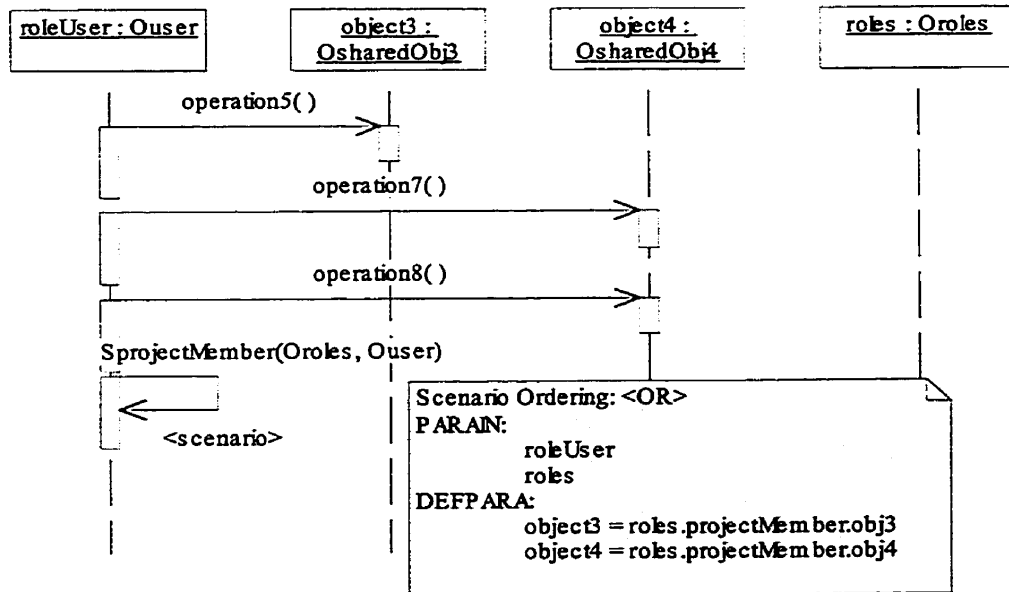 roleUser : Ouser
object3 :
OsharedObj3
object4 :
OsharedObj4
roles : Oroles
operation5( )
operation7( )
operation8( )
SprojectMember(Oroles, Ouser)
<scenario>
Scenario Ordering: <OR>
PARAIN:
roleUser
roles
DEFPARA:
object3 = roles.projectMember.obj3
object4 = roles.projectMember.obj4